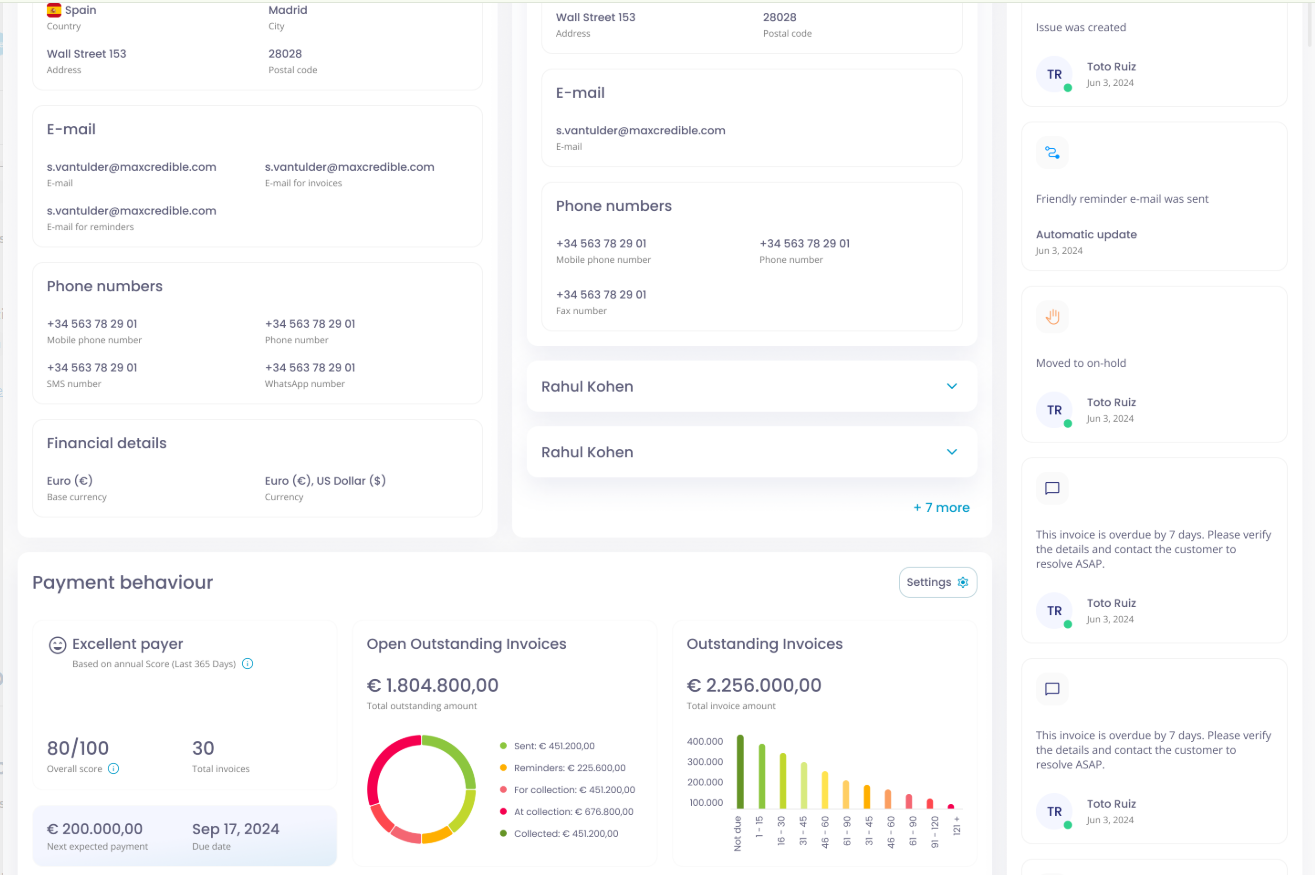 Spain
Country
Madrid
City
Wall Street 153
Address
28028
Postal code
E-mail
s.vantulder@maxcredible.com
E-mail
s.vantulder@maxcredible.com
E-mail for invoices
s.vantulder@maxcredible.com
E-mail for reminders
Phone numbers
+34 563 78 29 01
Mobile phone number
+34 563 78 29 01
Phone number
+34 563 78 29 01
SMS number
+34 563 78 29 01
WhatsApp number
Financial details
Euro (€)
Base currency
Euro (€), US Dollar ($)
Currency
Wall Street 153
Address
28028
Postal code
E-mail
s.vantulder@maxcredible.com
E-mail
Phone numbers
+34 563 78 29 01
Mobile phone number
+34 563 78 29 01
Phone number
+34 563 78 29 01
Fax number
Rahul Kohen
Rahul Kohen
+ 7 more
Payment behaviour
Settings
Excellent payer
Based on annual Score (Last 365 Days)
80/100
Overall score
30
Total invoices
€ 200.000,00
Next expected payment
Sep 17, 2024
Due date
Open Outstanding Invoices
€ 1.804.800,00
Total outstanding amount
Sent: € 451.200,00
Reminders: € 225.600,00
For collection: € 451.200,00
At collection: € 676.800,00
Collected: € 451.200,00
Outstanding Invoices
€ 2.256.000,00
Total invoice amount
400.000
300.000
200.000
100.000
Not due
1 - 15
16 - 30
31 - 45
46 - 60
61 - 90
31 - 45
46 - 60
61 - 90
91 - 120
121 +
Issue was created
TR
Toto Ruiz
Jun 3, 2024
Friendly reminder e-mail was sent
Automatic update
Jun 3, 2024
Moved to on-hold
TR
Toto Ruiz
Jun 3, 2024
This invoice is overdue by 7 days. Please verify
the details and contact the customer to
resolve ASAP.
TR
Toto Ruiz
Jun 3, 2024
This invoice is overdue by 7 days. Please verify
the details and contact the customer to
resolve ASAP.
TR
Toto Ruiz
Jun 3, 2024